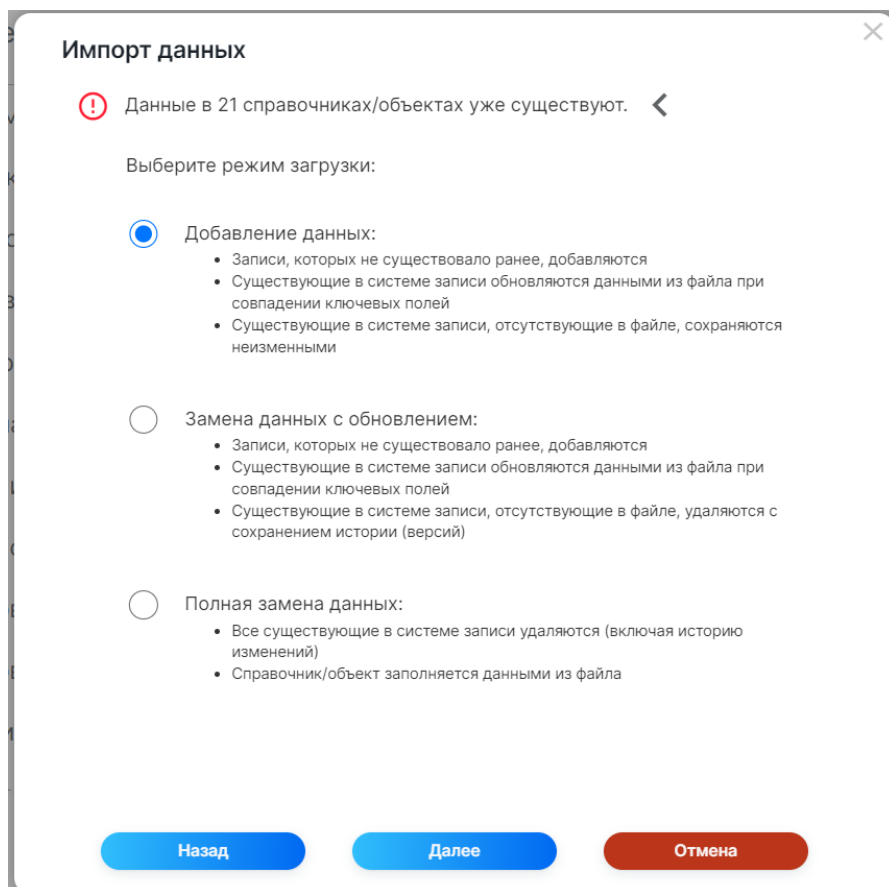 Импорт данных
Данные в 21 справочниках/объектах уже существуют.
Выберите режим загрузки:
Добавление данных:
• Записи, которых не существовало ранее, добавляются
• Существующие в системе записи обновляются данными из файла при
совпадении ключевых полей
• Существующие в системе записи, отсутствующие в файле, сохраняются
неизменными
Замена данных с обновлением:
• Записи, которых не существовало ранее, добавляются
• Существующие в системе записи обновляются данными из файла при
совпадении ключевых полей
• Существующие в системе записи, отсутствующие в файле, удаляются с
сохранением истории (версий)
Полная замена данных:
• Все существующие в системе записи удаляются (включая историю
изменений)
• Справочник/объект заполняется данными из файла
Назад Далее Отмена